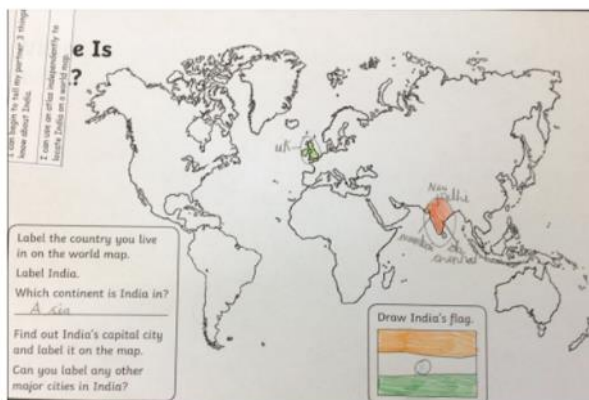 I can begin to tell my partner 3 things
know about India.
I can use an atlas independently to
locate India on a world map.
e Is
?
uk
New
Delhi
mumbai
Label the country you live
in on the world map.
Label India.
Which continent is India in?
Asia
Find out India's capital city
and label it on the map.
Can you label any other
major cities in India?
Draw India's flag.